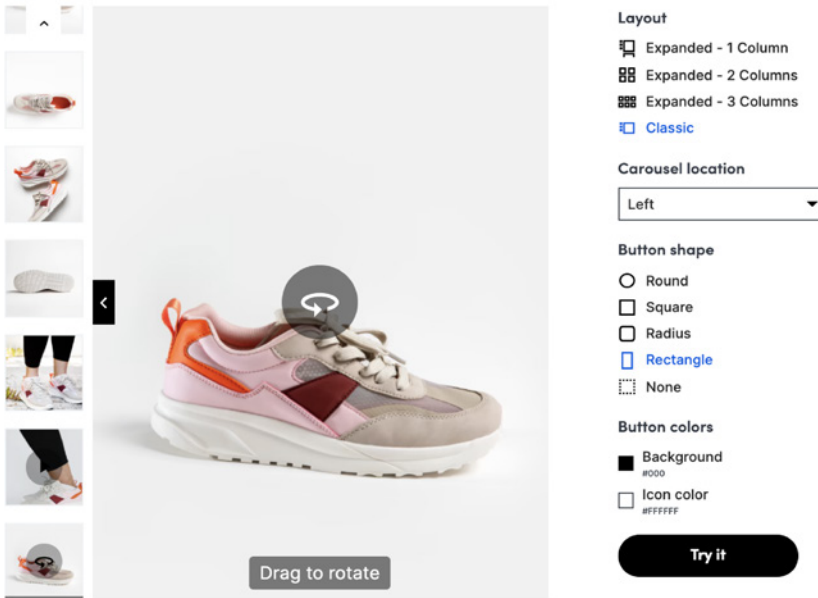 Layout
Expanded - 1 Column
Expanded - 2 Columns
Expanded - 3 Columns
Classic
Carousel location
Left
Button shape
Round
Square
Radius
Rectangle
None
Button colors
Background
#000
Icon color
#FFFFFF
Try it
Drag to rotate